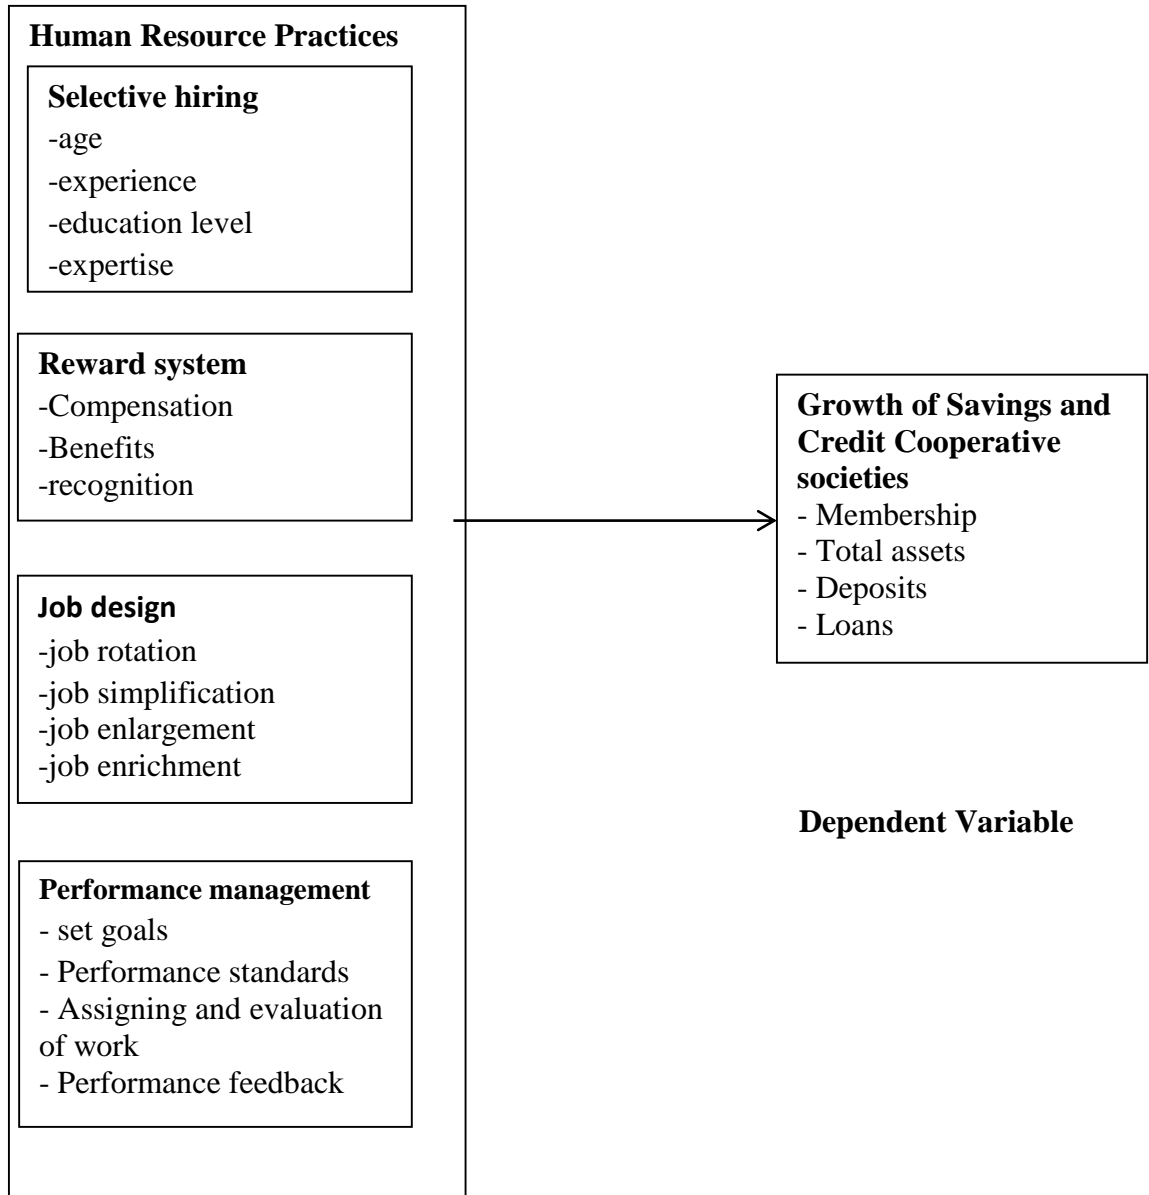 Human Resource Practices
Selective hiring
-age
-experience
-education level
-expertise
Reward system
-Compensation
-Benefits
-recognition
Job design
-job rotation
-job simplification
-job enlargement
-job enrichment
Performance management
- set goals
- Performance standards
- Assigning and evaluation
of work
- Performance feedback
Growth of Savings and
Credit Cooperative
societies
- Membership
- Total assets
- Deposits
- Loans
Dependent Variable